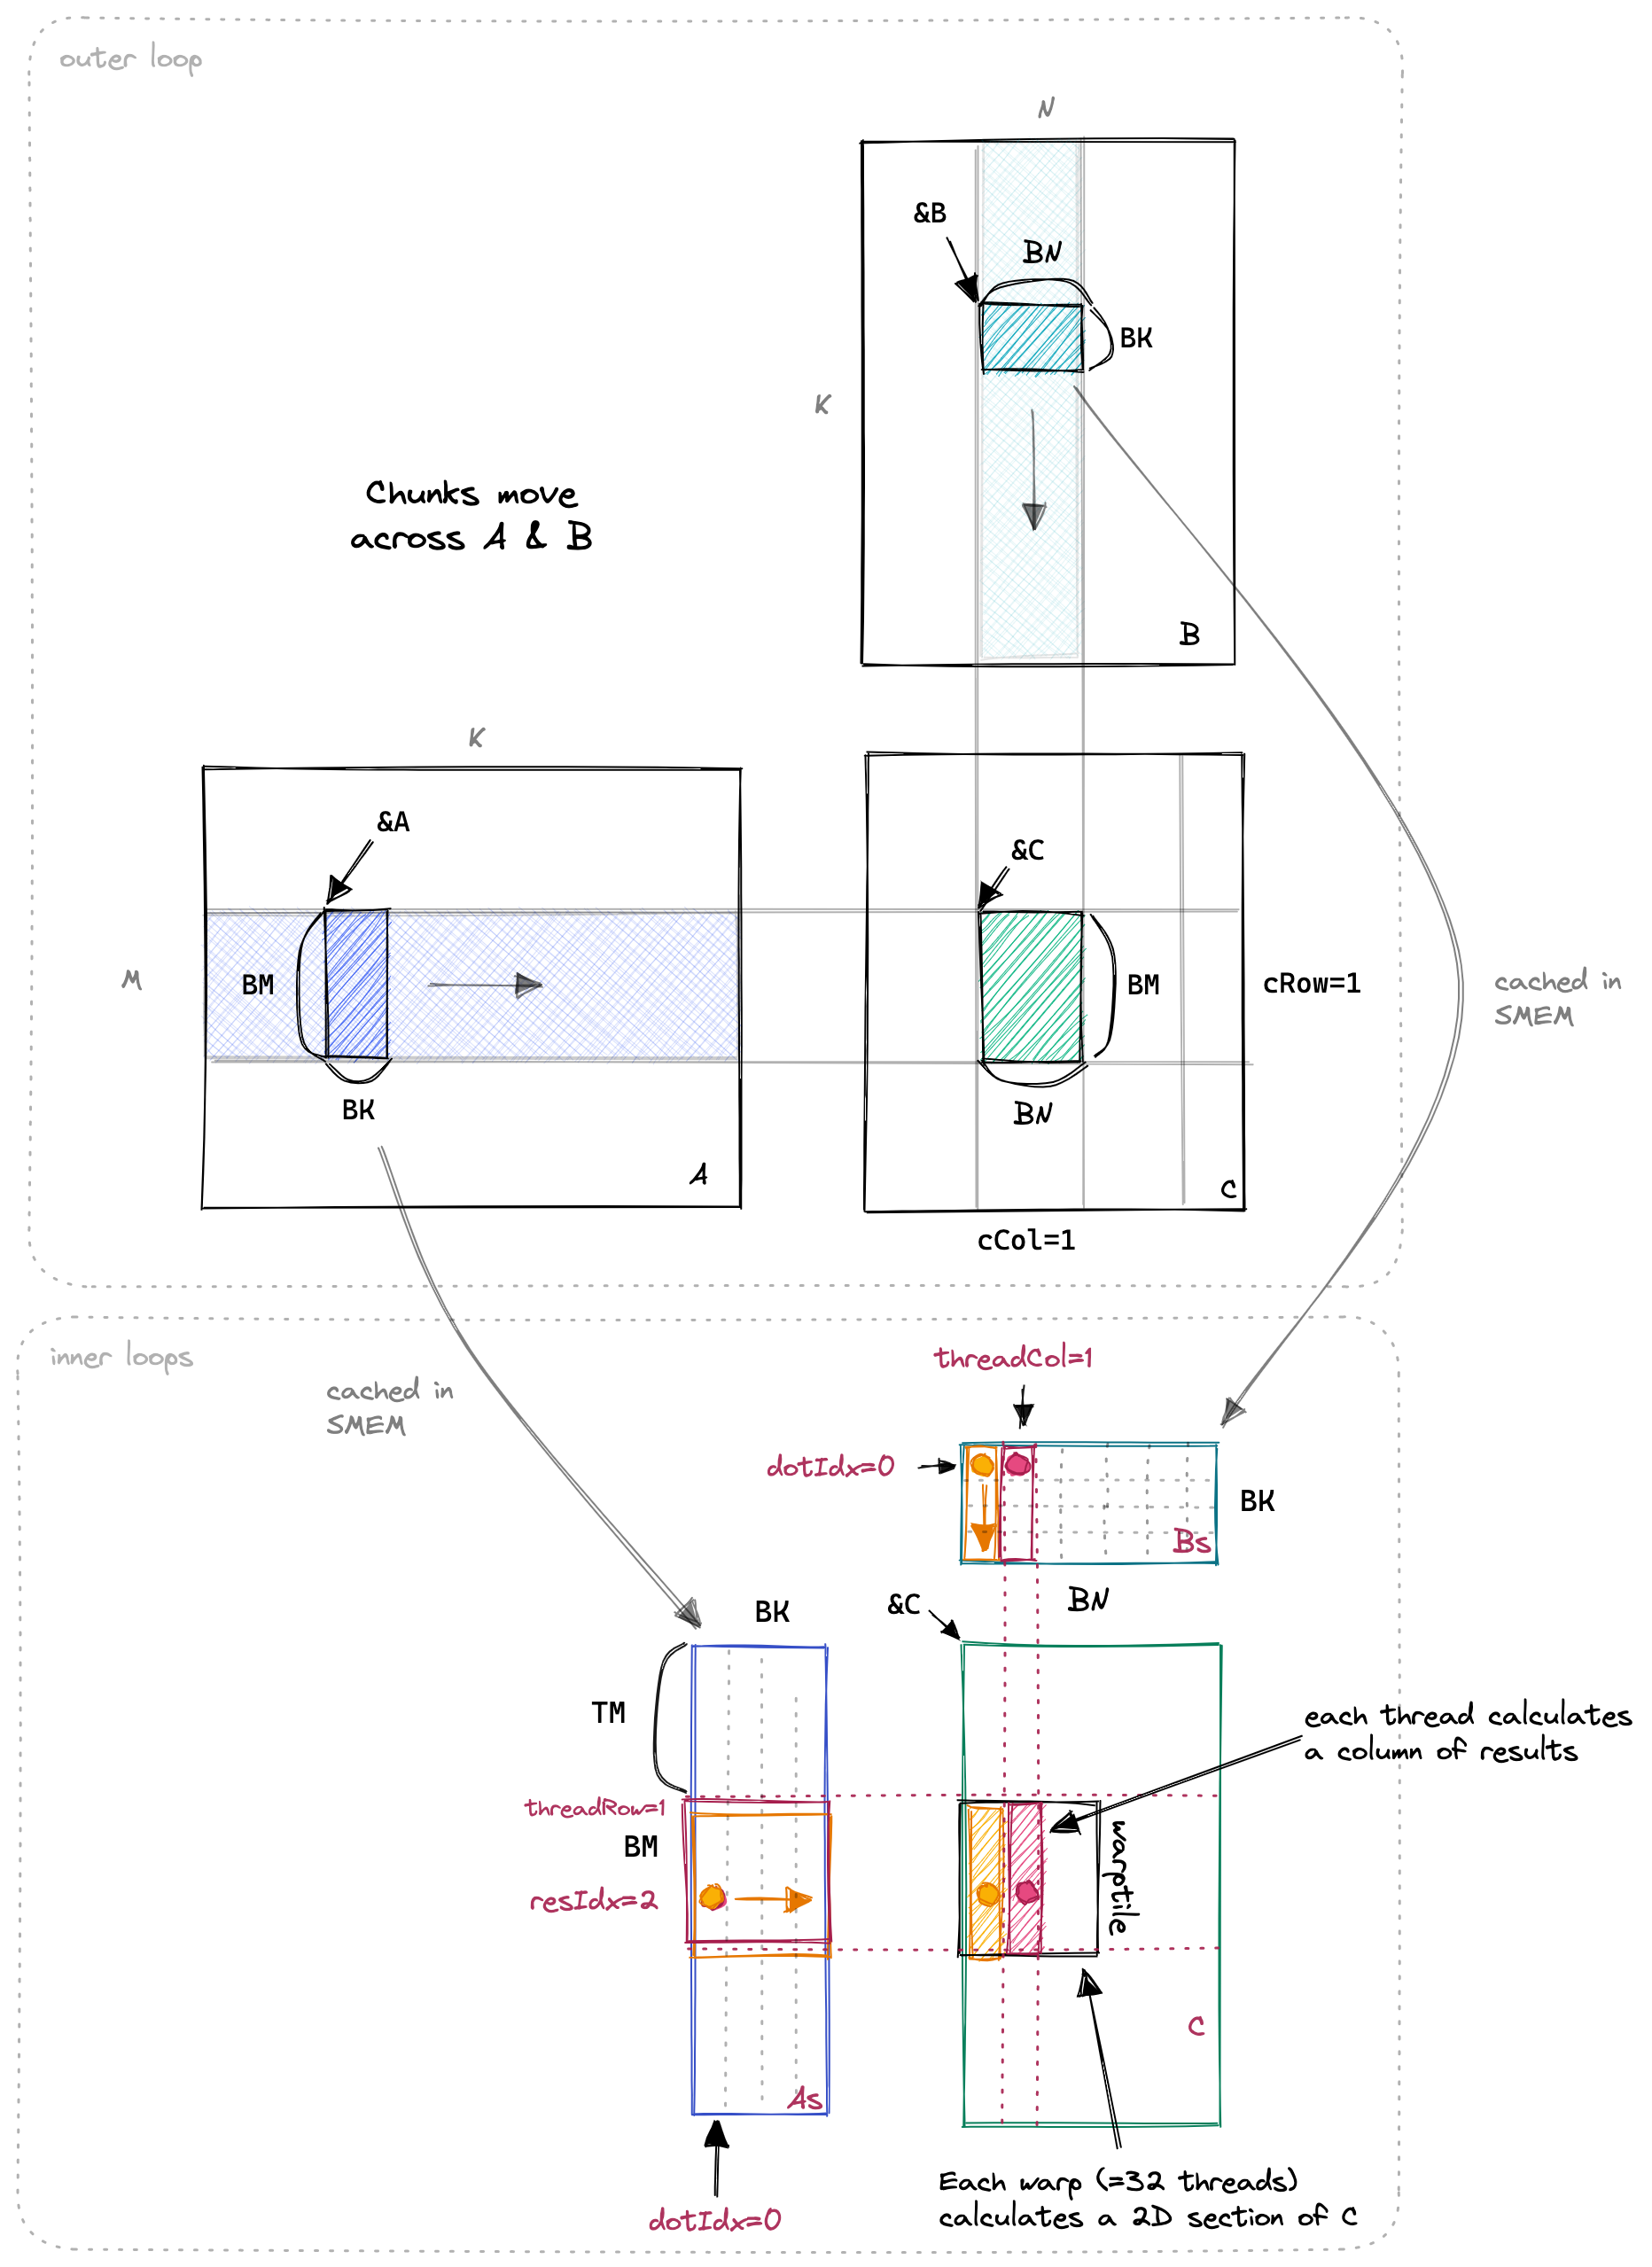 outer loop
N
&B
BN
BK
K
Chunks move
across A & B
B
K
&A
&C
M
BM
BM
cRow=1
cached in
SMEM
BK
BN
A
C
cCol=1
inner loops
threadCol=1
cached in
SMEM
dotIdx=0
BK
Bs
BN
&C
BK
TM
each thread calculates
a column of results
threadRow=1
BM
warptile
resIdx=2
C
As
Each warp (=32 threads)
calculates a 2D section of C
dotIdx=0